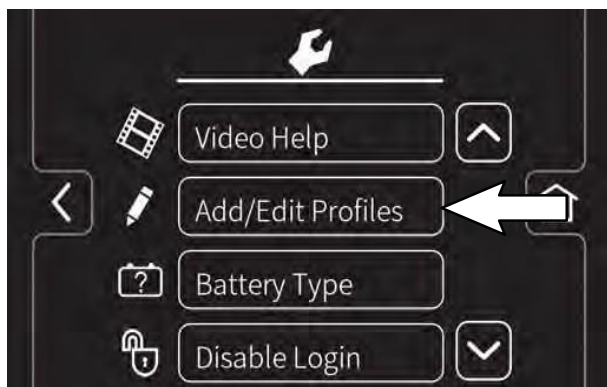 Video Help
Add/Edit Profiles
Battery Type
Disable Login